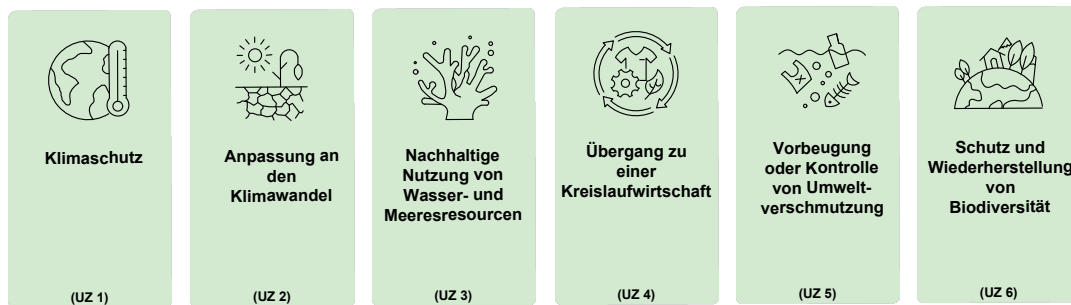 Klimaschutz
(UZ 1)
Anpassung an
den
Klimawandel
(UZ 2)
Nachhaltige
Nutzung von
Wasser- und
Meeresresourcen
(UZ 3)
Übergang zu
einer
Kreislaufwirtschaft
(UZ 4)
Vorbeugung
oder Kontrolle
von Umwelt-
verschmutzung
(UZ 5)
Schutz und
Wiederherstellung
von
Biodiversität
(UZ 6)